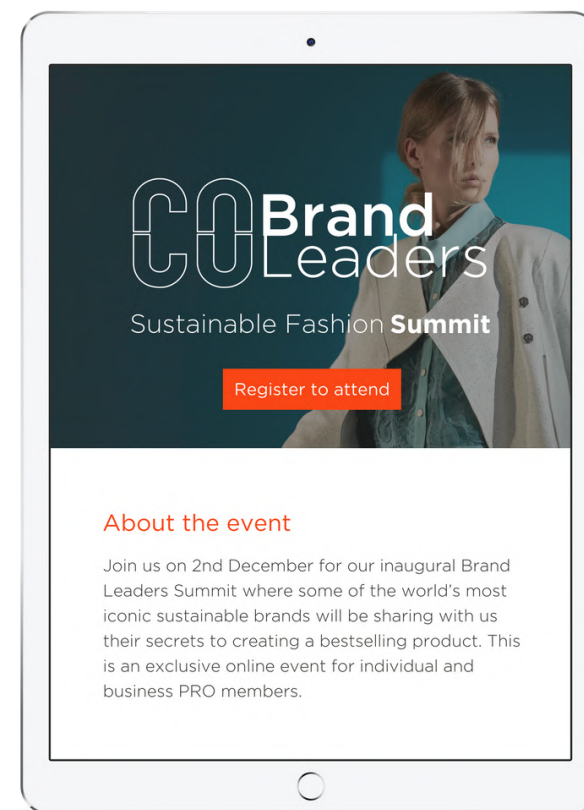 CO Brand
Leaders
Sustainable Fashion Summit
Register to attend
About the event
Join us on 2nd December for our inaugural Brand
Leaders Summit where some of the world’s most
iconic sustainable brands will be sharing with us
their secrets to creating a bestselling product. This
is an exclusive online event for individual and
business PRO members.